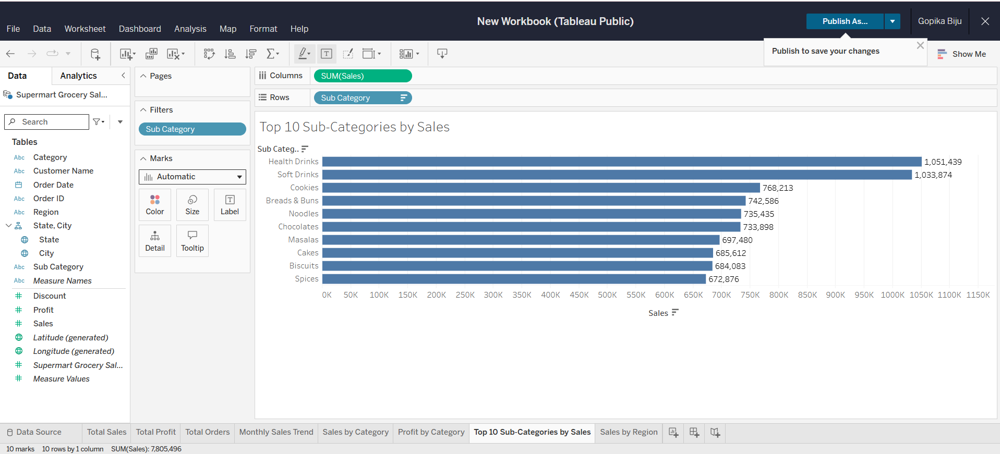 New Workbook (Tableau Public)
Publish As...
Gopika Biju
File Data Worksheet Dashboard Analysis Map Format Help
Publish to save your changes
Show Me
Data Analytics
Supermart Grocery Sal...
Search
Tables
Abc Category
Abc Customer Name
Order Date
Abc Order ID
Abc Region
State, City
State
City
Abc Sub Category
Abc Measure Names
Discount
Profit
Sales
Latitude (generated)
Longitude (generated)
Supermart Grocery Sal...
Measure Values
Pages
Filters
Sub Category
Marks
Automatic
Color Size Label
Detail Tooltip
Columns SUM(Sales)
Rows Sub Category
Top 10 Sub-Categories by Sales
Sub Categ..
Health Drinks 1,051,439
Soft Drinks 1,033,874
Cookies 768,213
Breads & Buns 742,586
Noodles 735,435
Chocolates 733,898
Masalas 697,480
Cakes 685,612
Biscuits 684,083
Spices 672,876
0K 50K 100K 150K 200K 250K 300K 350K 400K 450K 500K 550K 600K 650K 700K 750K 800K 850K 900K 950K 1000K 1050K 1100K 1150K
Sales
Data Source Total Sales Total Profit Total Orders Monthly Sales Trend Sales by Category Profit by Category Top 10 Sub-Categories by Sales Sales by Region
10 marks 10 rows by 1 column SUM(Sales): 7,805,496